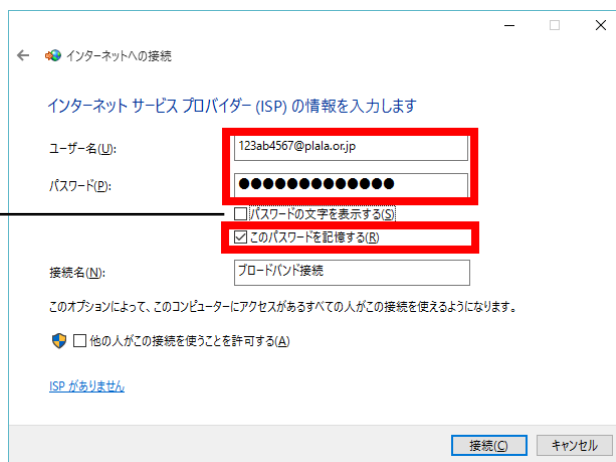 インターネットへの接続
インターネット サービス プロバイダー (ISP) の情報を入力します
ユーザー名(U):
123ab4567@plala.or.jp
パスワード(P):
●●●●●●●●●●●●●
パスワードの文字を表示する(S)
このパスワードを記憶する(R)
接続名(N):
ブロードバンド接続
このオプションによって、このコンピューターにアクセスがあるすべての人がこの接続を使えるようになります。
他の人がこの接続を使うことを許可する(A)
ISP がありません
接続(C)
キャンセル